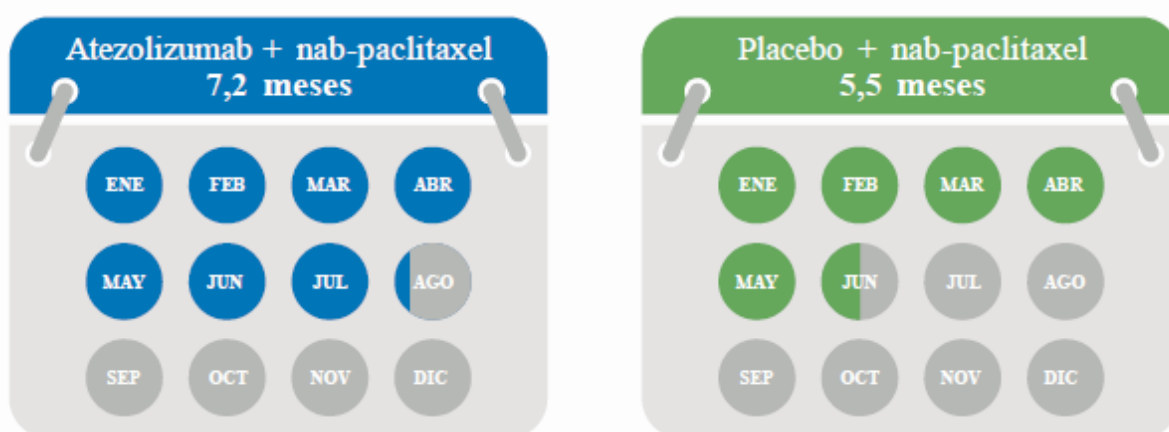 Atezolizumab + nab-paclitaxel
7,2 meses
ENE FEB MAR ABR
MAY JUN JUL AGO
SEP OCT NOV DIC
Placebo + nab-paclitaxel
5,5 meses
ENE FEB MAR ABR
MAY JUN JUL AGO
SEP OCT NOV DIC